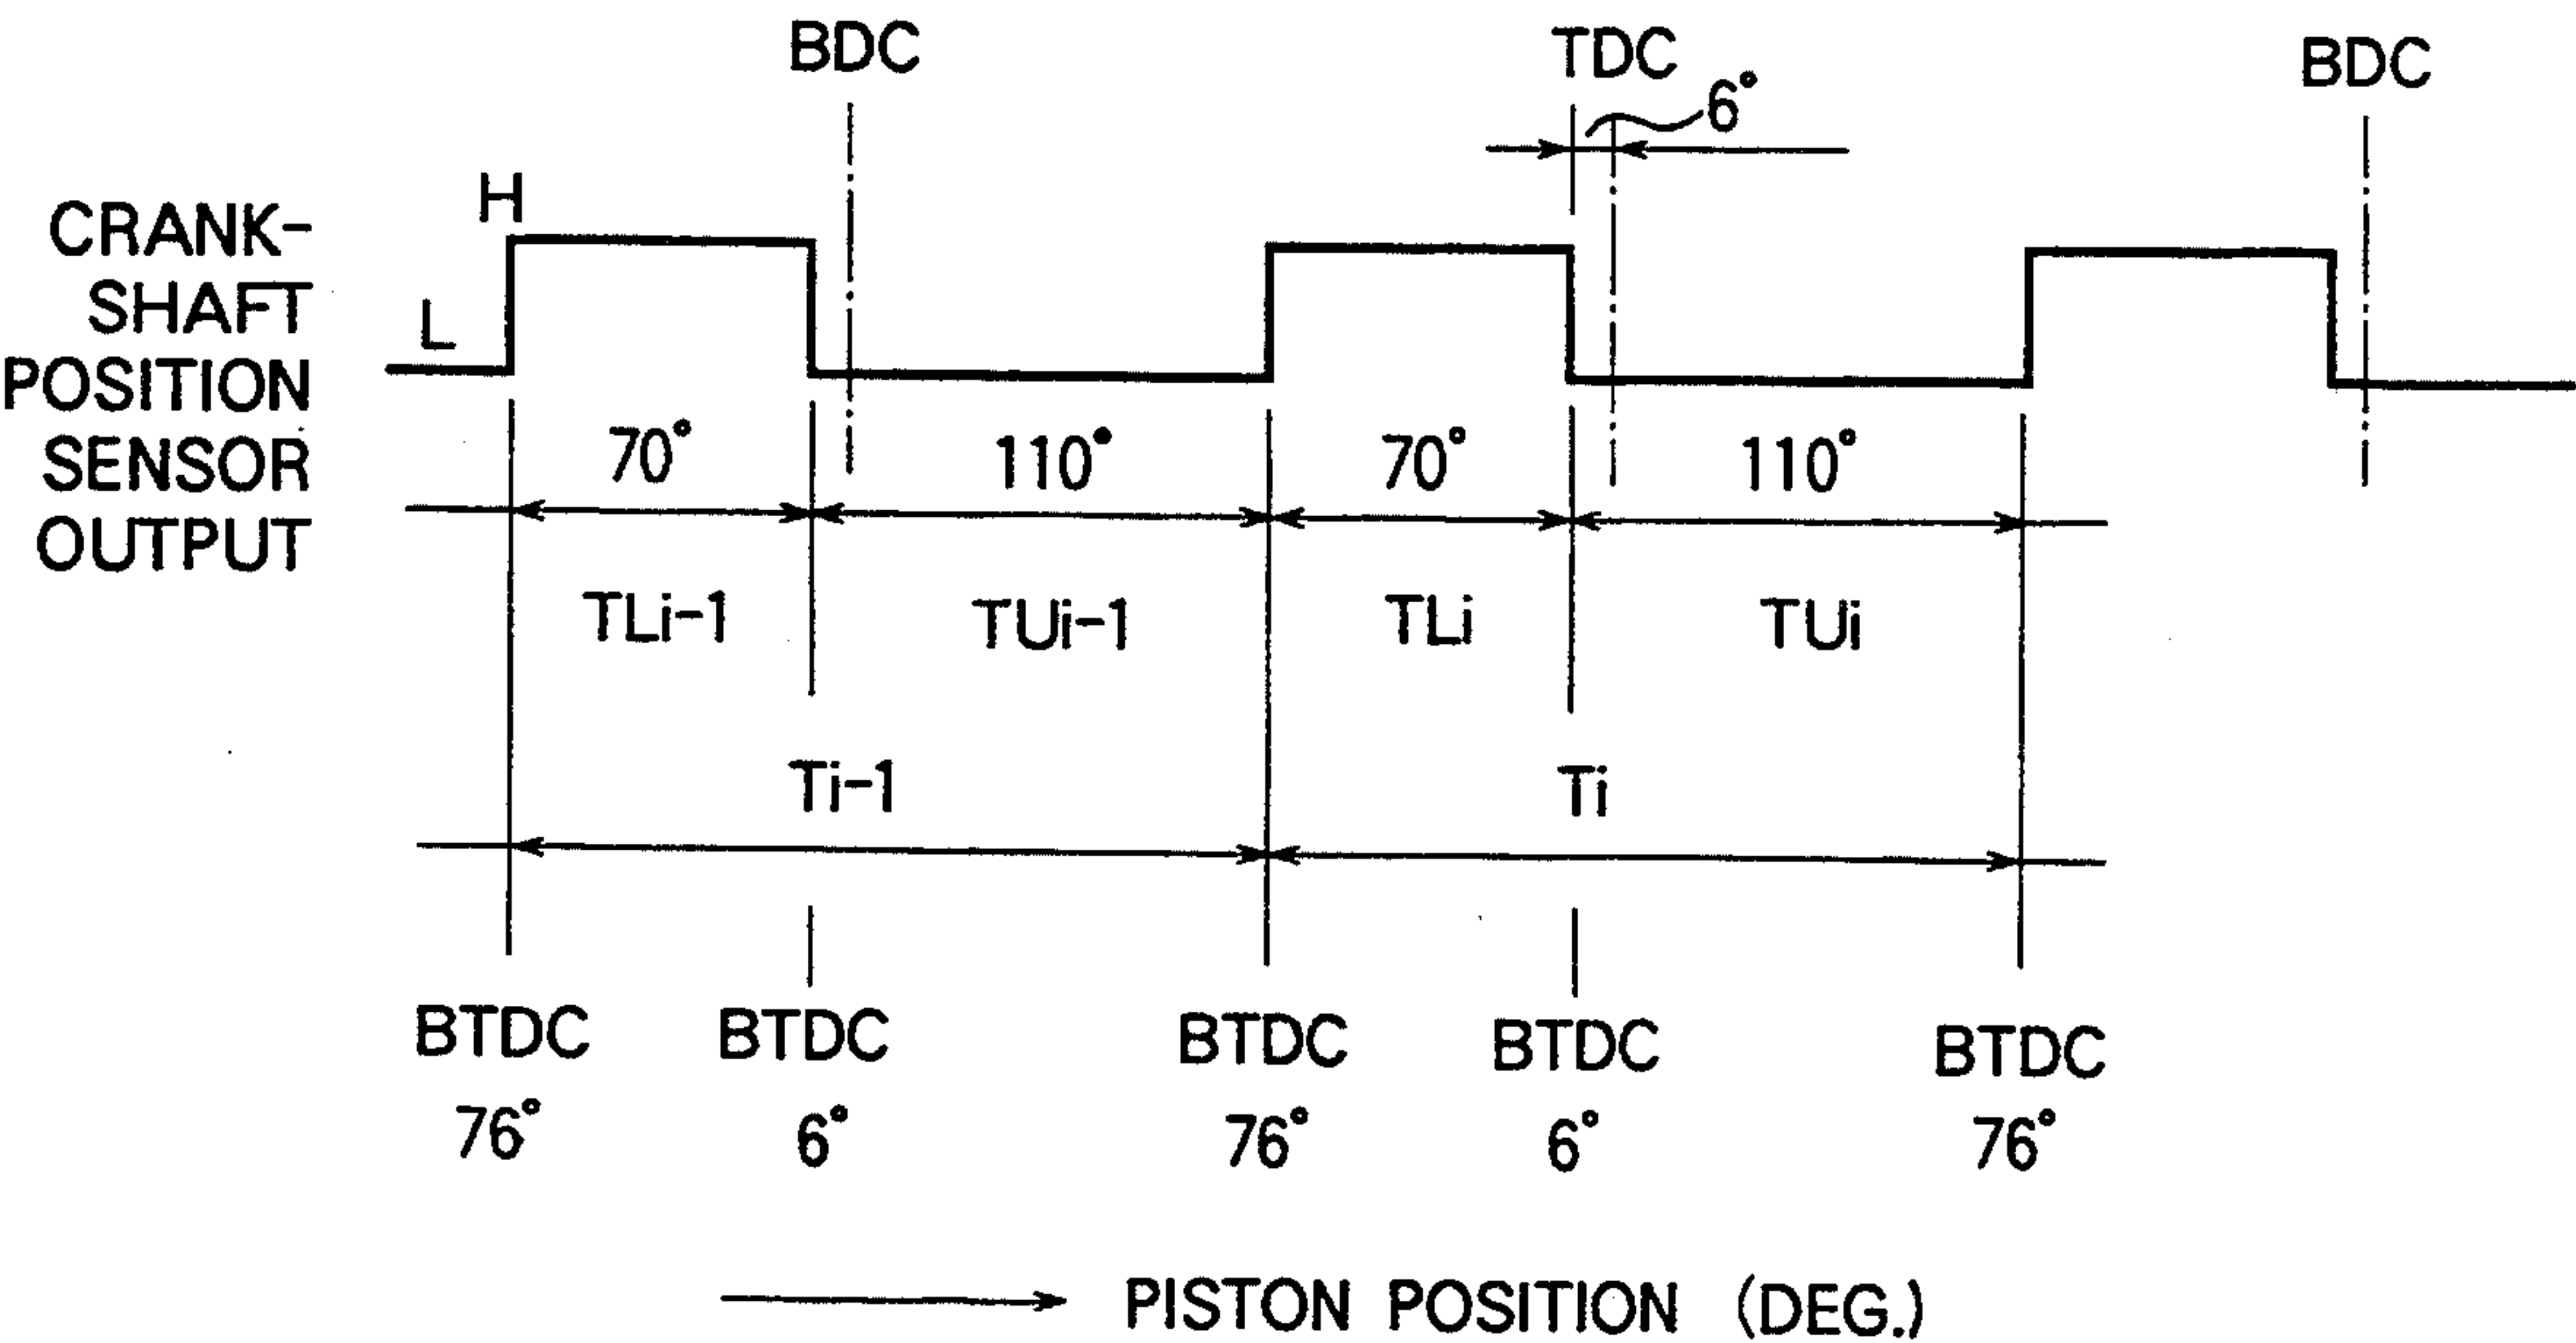 BDC
TDC
BDC
6°
H
L
CRANK-
SHAFT
POSITION
SENSOR
OUTPUT
70°
110°
70°
110°
TLi-1
TUi-1
TLi
TUi
Ti-1
Ti
BTDC
76°
BTDC
6°
BTDC
76°
BTDC
6°
BTDC
76°
PISTON POSITION (DEG.)